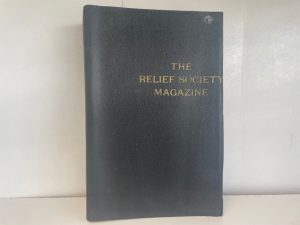 THE
RELIEF SOCIETY
MAGAZINE